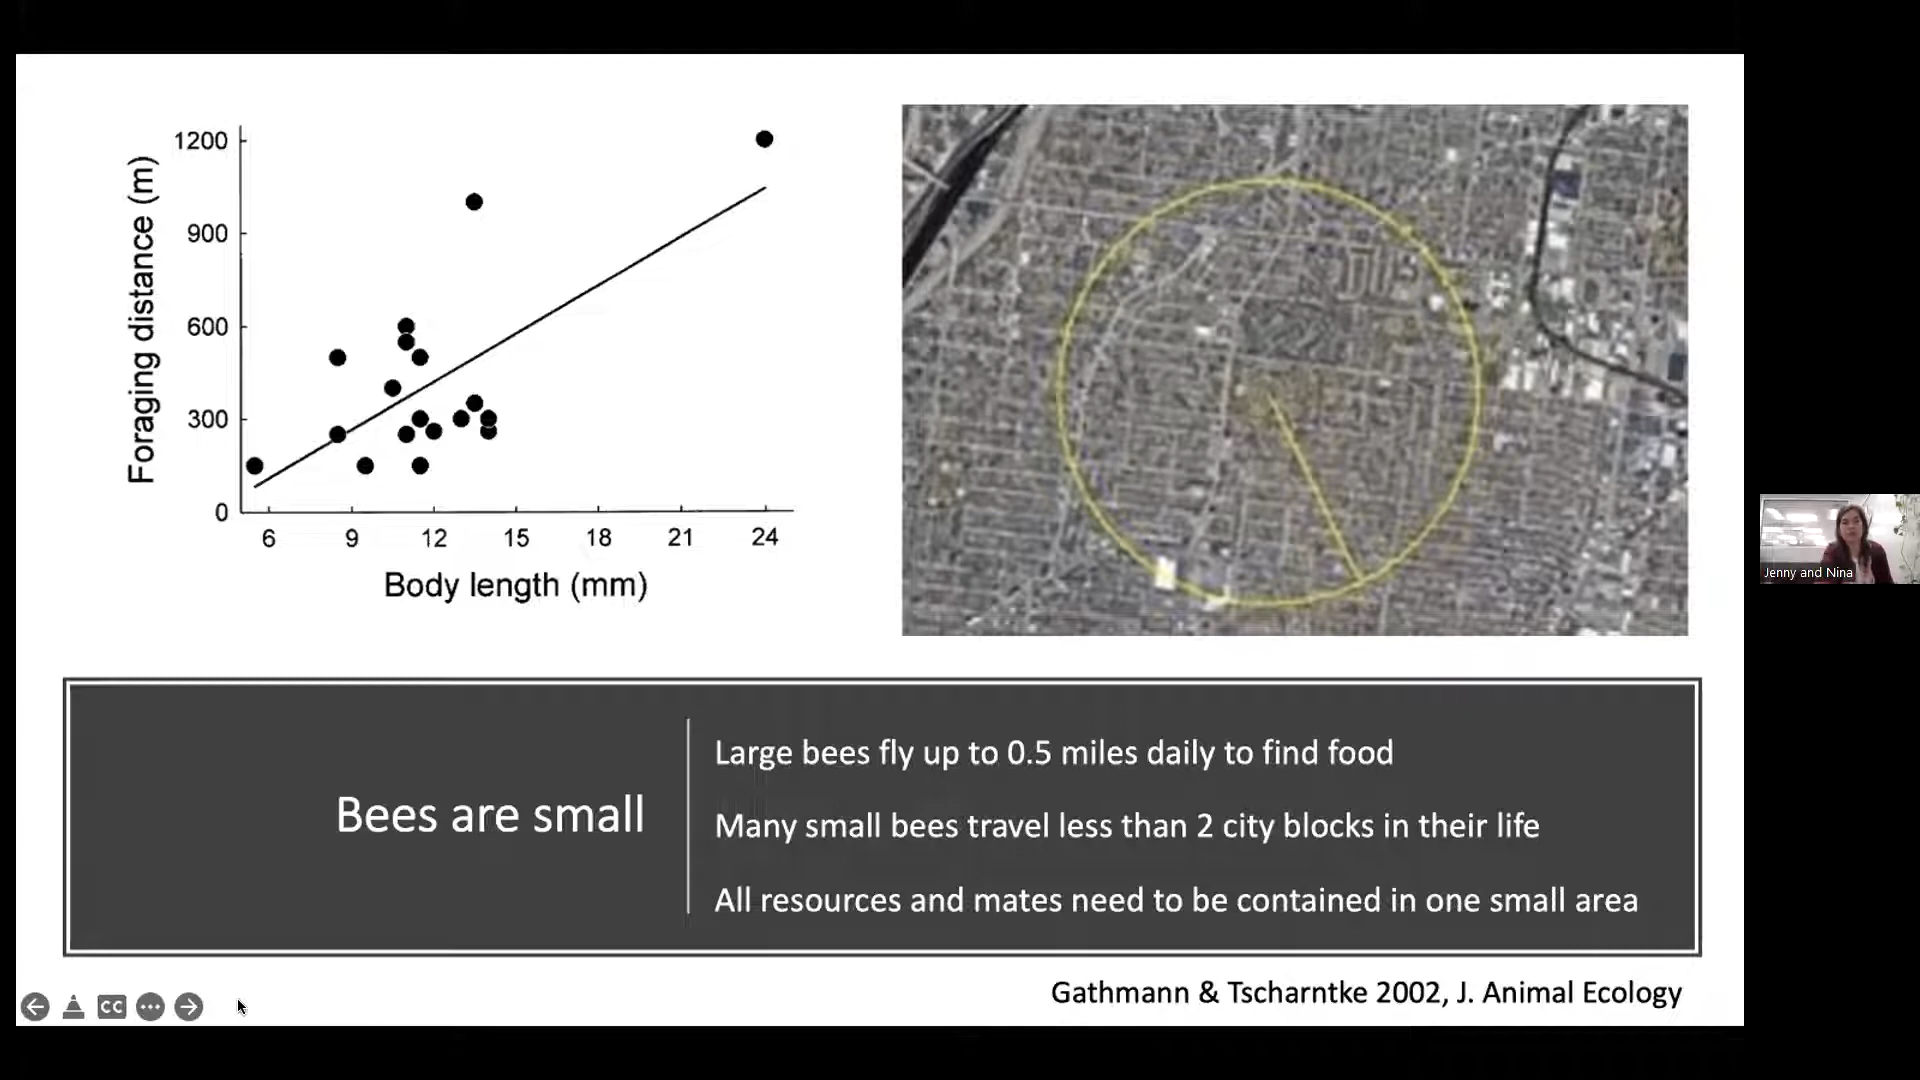 1200
900
600
300
0
6 9 12 15 18 21 24
Foraging distance (m)
Body length (mm)
Jenny and Nina
Bees are small
Large bees fly up to 0.5 miles daily to find food
Many small bees travel less than 2 city blocks in their life
All resources and mates need to be contained in one small area
Gathmann & Tscharntke 2002, J. Animal Ecology
CC